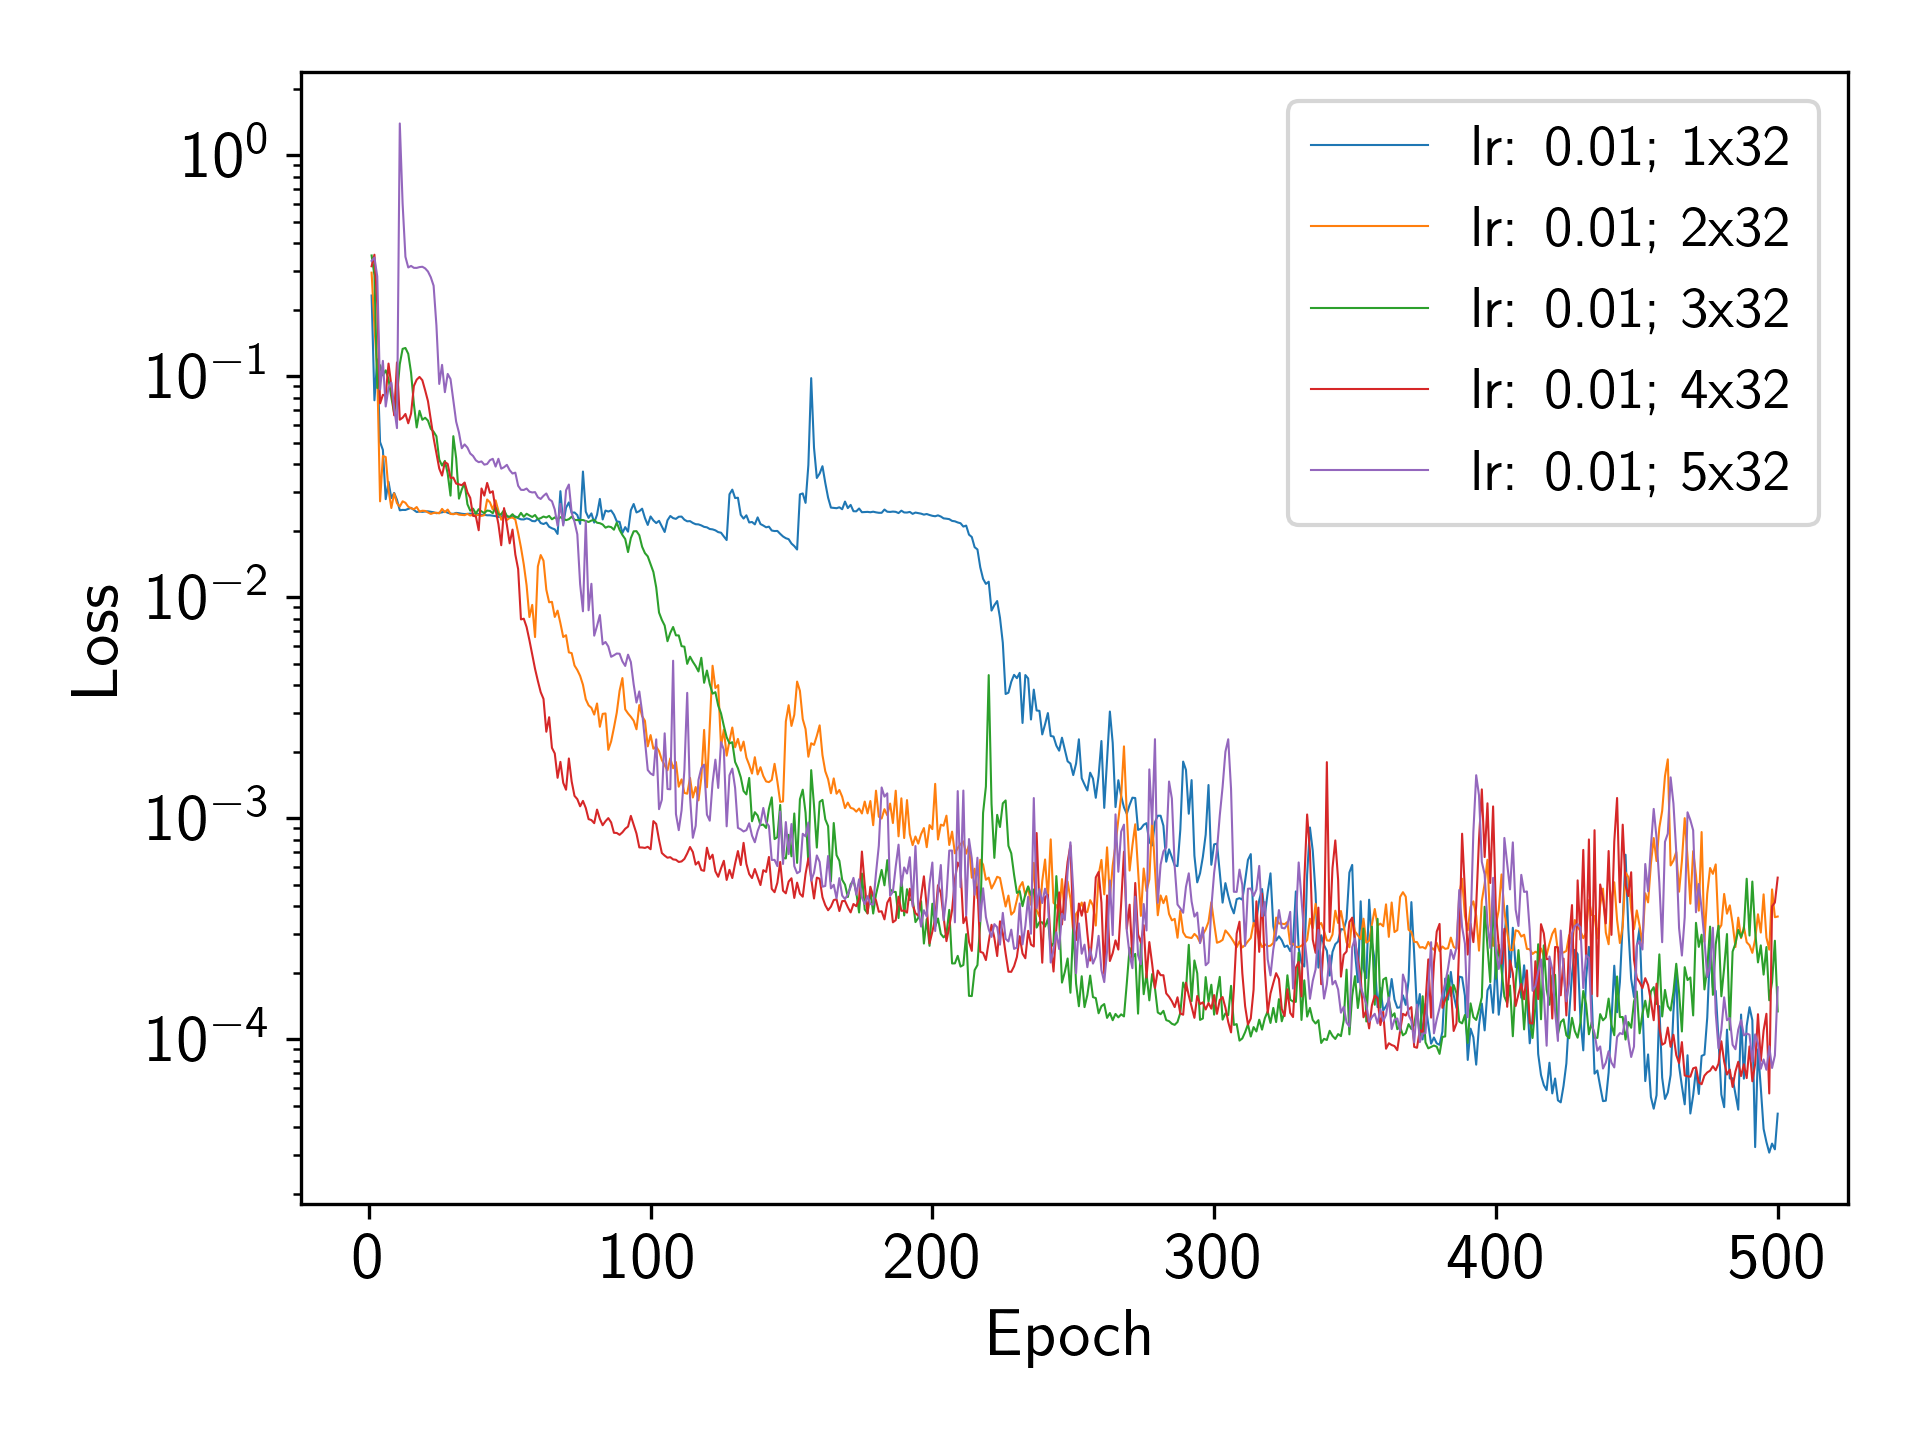 10^0
10^−1
10^−2
10^−3
10^−4
Loss
0 100 200 300 400 500
Epoch
lr: 0.01; 1x32
lr: 0.01; 2x32
lr: 0.01; 3x32
lr: 0.01; 4x32
lr: 0.01; 5x32